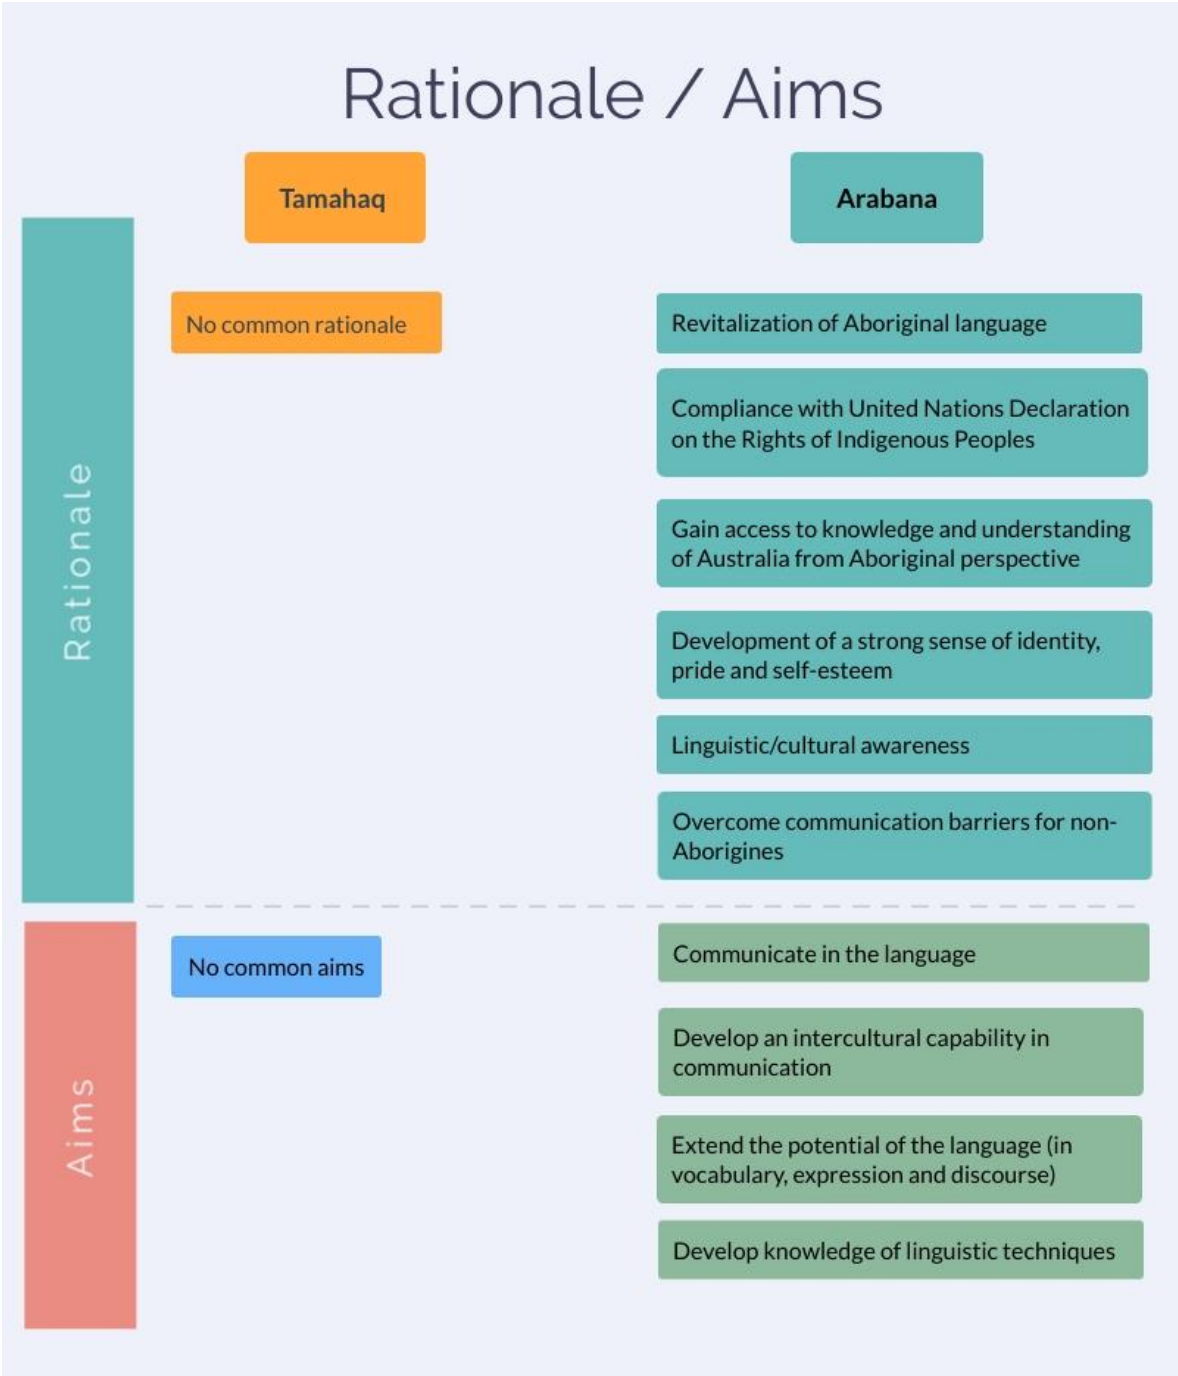 Rationale / Aims
Tamahaq
Arabana
Rationale
No common rationale
Revitalization of Aboriginal language
Compliance with United Nations Declaration
on the Rights of Indigenous Peoples
Gain access to knowledge and understanding
of Australia from Aboriginal perspective
Development of a strong sense of identity,
pride and self-esteem
Linguistic/cultural awareness
Overcome communication barriers for non-
Aborigines
Aims
No common aims
Communicate in the language
Develop an intercultural capability in
communication
Extend the potential of the language (in
vocabulary, expression and discourse)
Develop knowledge of linguistic techniques